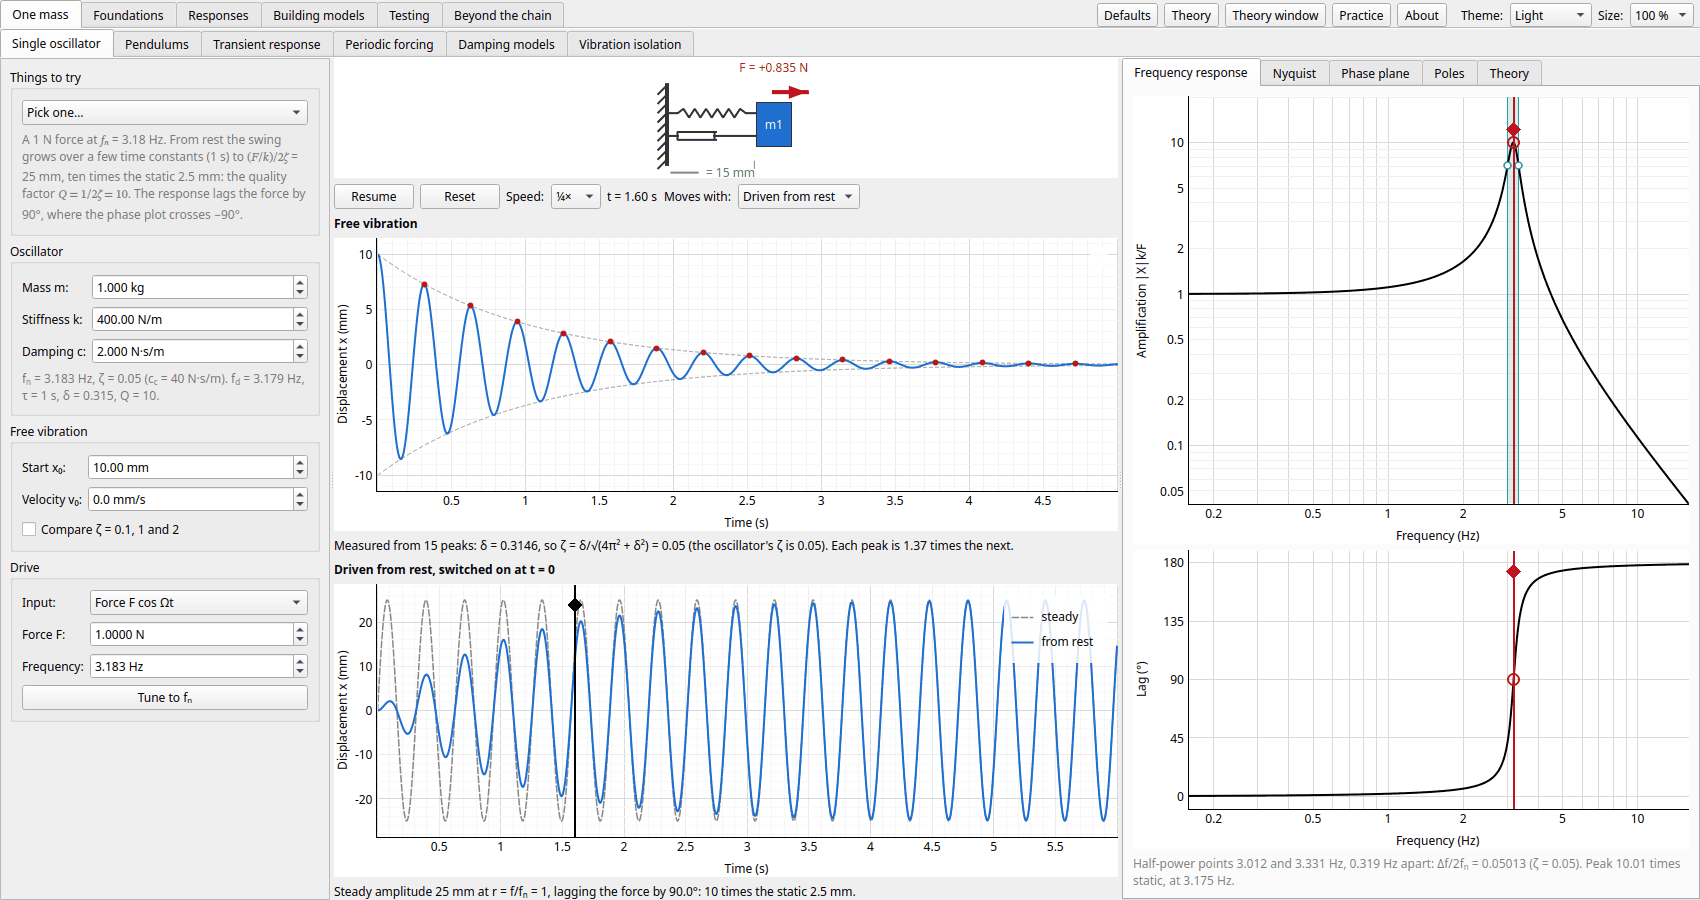 One mass Foundations Responses Building models Testing Beyond the chain Defaults Theory Theory window Practice About Theme: Light Size: 100 %
Single oscillator Pendulums Transient response Periodic forcing Damping models Vibration isolation
Things to try
Pick one...
A 1 N force at fₙ = 3.18 Hz. From rest the swing
grows over a few time constants (1 s) to (F/k)/2ζ =
25 mm, ten times the static 2.5 mm: the quality
factor Q = 1/2ζ = 10. The response lags the force by
90°, where the phase plot crosses −90°.
Oscillator
Mass m: 1.000 kg
Stiffness k: 400.00 N/m
Damping c: 2.000 N·s/m
fₙ = 3.183 Hz, ζ = 0.05 (c꜀ = 40 N·s/m). f_d = 3.179 Hz,
τ = 1 s, δ = 0.315, Q = 10.
Free vibration
Start x₀: 10.00 mm
Velocity v₀: 0.0 mm/s
Compare ζ = 0.1, 1 and 2
Drive
Input: Force F cos Ωt
Force F: 1.0000 N
Frequency: 3.183 Hz
Tune to fₙ
F = +0.835 N
m1
= 15 mm
Resume Reset Speed: ¼× t = 1.60 s Moves with: Driven from rest
Free vibration
Displacement x (mm)
10
5
0
-5
-10
0.5 1 1.5 2 2.5 3 3.5 4 4.5
Time (s)
Measured from 15 peaks: δ = 0.3146, so ζ = δ/√(4π² + δ²) = 0.05 (the oscillator's ζ is 0.05). Each peak is 1.37 times the next.
Driven from rest, switched on at t = 0
Displacement x (mm)
20
10
0
-10
-20
steady
from rest
0.5 1 1.5 2 2.5 3 3.5 4 4.5 5 5.5
Time (s)
Steady amplitude 25 mm at r = f/fₙ = 1, lagging the force by 90.0°: 10 times the static 2.5 mm.
Frequency response Nyquist Phase plane Poles Theory
Amplification |X|k/F
10
5
2
1
0.5
0.2
0.1
0.05
0.2 0.5 1 2 5 10
Frequency (Hz)
Lag (°)
180
135
90
45
0
0.2 0.5 1 2 5 10
Frequency (Hz)
Half-power points 3.012 and 3.331 Hz, 0.319 Hz apart: Δf/2fₙ = 0.05013 (ζ = 0.05). Peak 10.01 times
static, at 3.175 Hz.